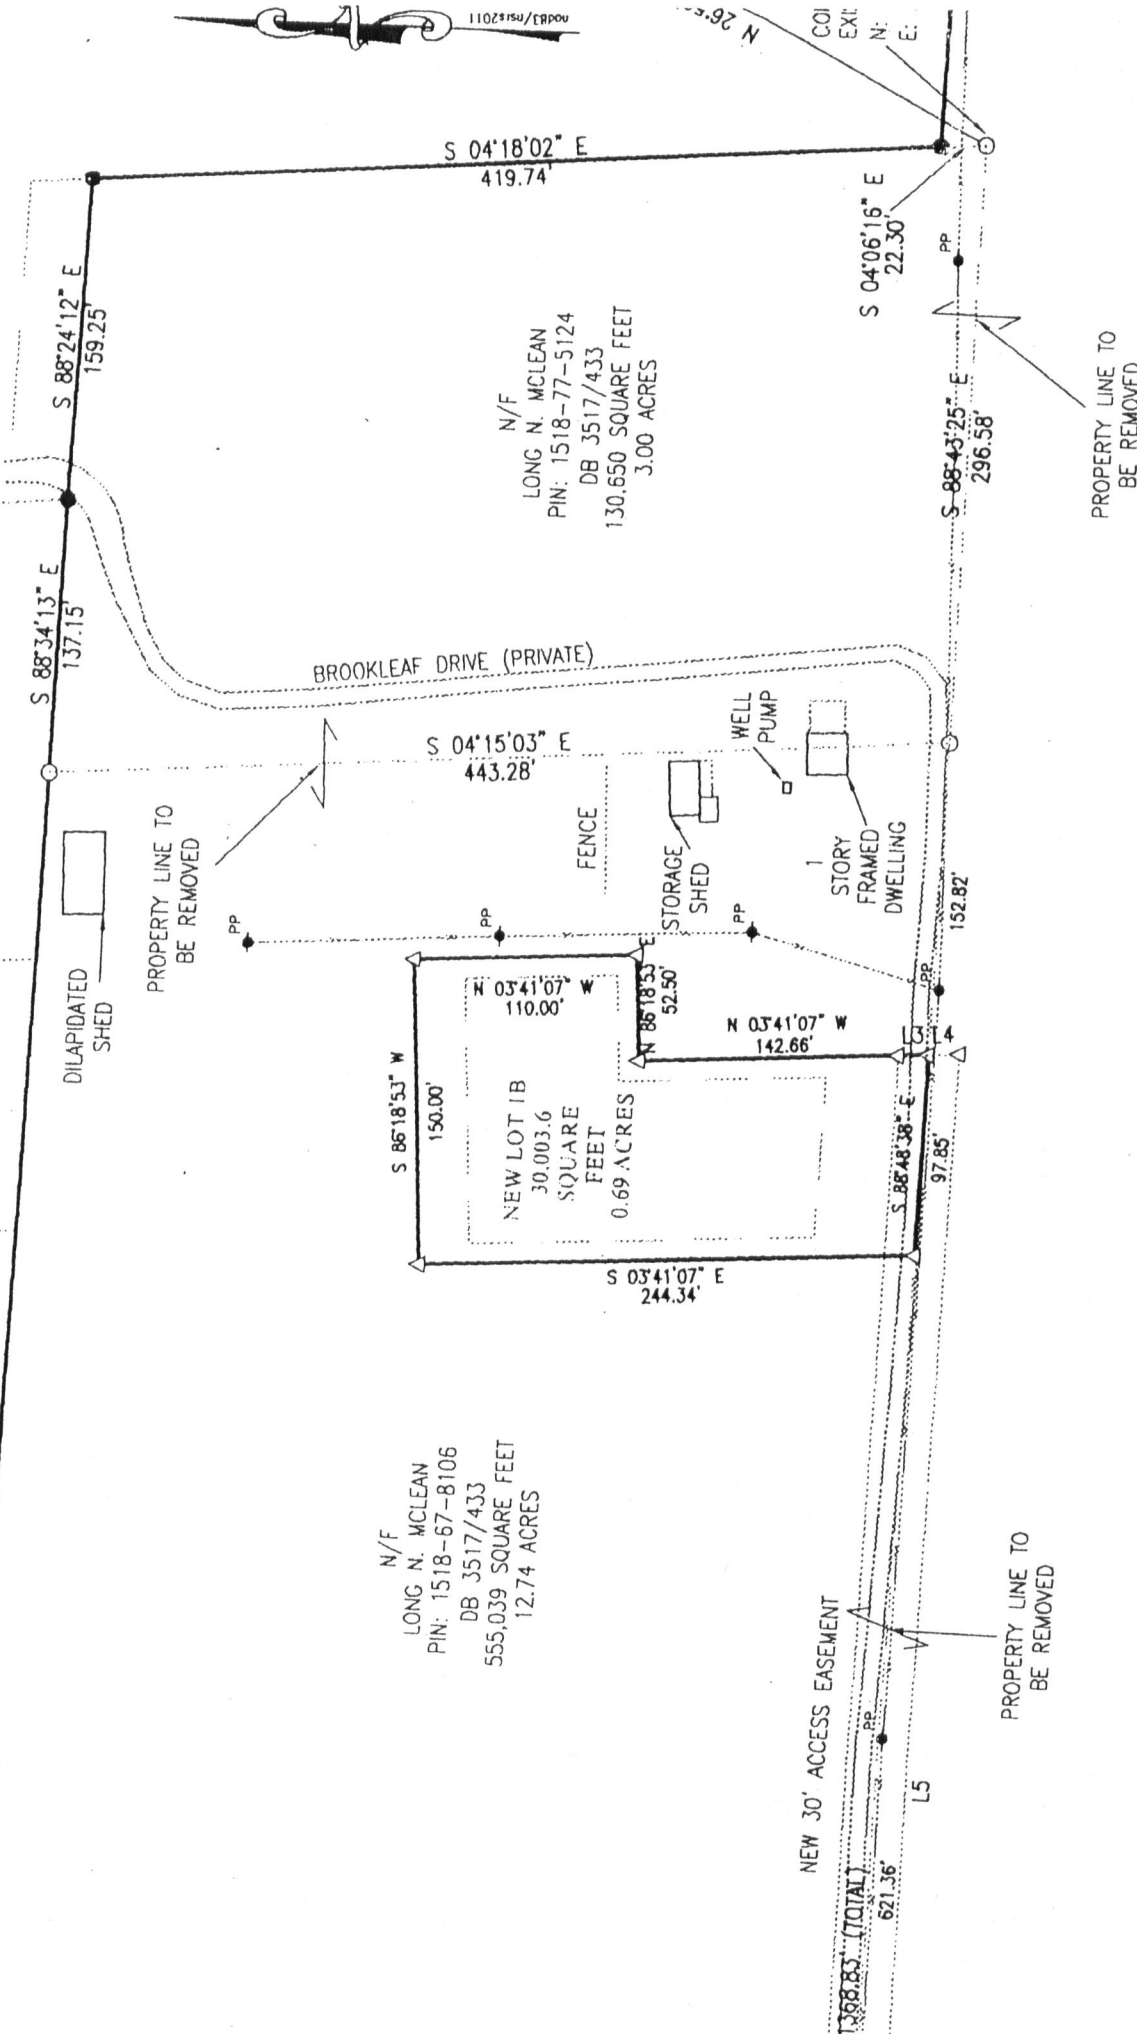 nad83/nsrs2011
N 26°5
COI
EXI
N:
E:
S 04°18'02" E
419.74'
S 88°24'12" E
159.25'
S 04°06'16" E
22.30'
PP
N/F
LONG N. MCLEAN
PIN: 1518-77-5124
DB 3517/433
130,650 SQUARE FEET
3.00 ACRES
PROPERTY LINE TO
BE REMOVED
S 88°43'25" E
296.58'
S 88°34'13" E
137.15'
BROOKLEAF DRIVE (PRIVATE)
S 04°15'03" E
443.28'
WELL
PUMP
FENCE
STORAGE
SHED
1
STORY
FRAMED
DWELLING
PROPERTY LINE TO
BE REMOVED
DILAPIDATED
SHED
PP
PP
PP
PP
152.82'
N 03°41'07" W
110.00'
N 86°18'53" E
52.50'
N 03°41'07" W
142.66'
L3
L4
S 86°18'53" W
150.00'
NEW LOT 1B
30,003.6
SQUARE
FEET
0.69 ACRES
S 88°48'38" E
97.85'
S 03°41'07" E
244.34'
N/F
LONG N. MCLEAN
PIN: 1518-67-8106
DB 3517/433
555,039 SQUARE FEET
12.74 ACRES
NEW 30' ACCESS EASEMENT
PROPERTY LINE TO
BE REMOVED
PP
L5
1368.83' (TOTAL)
621.36'